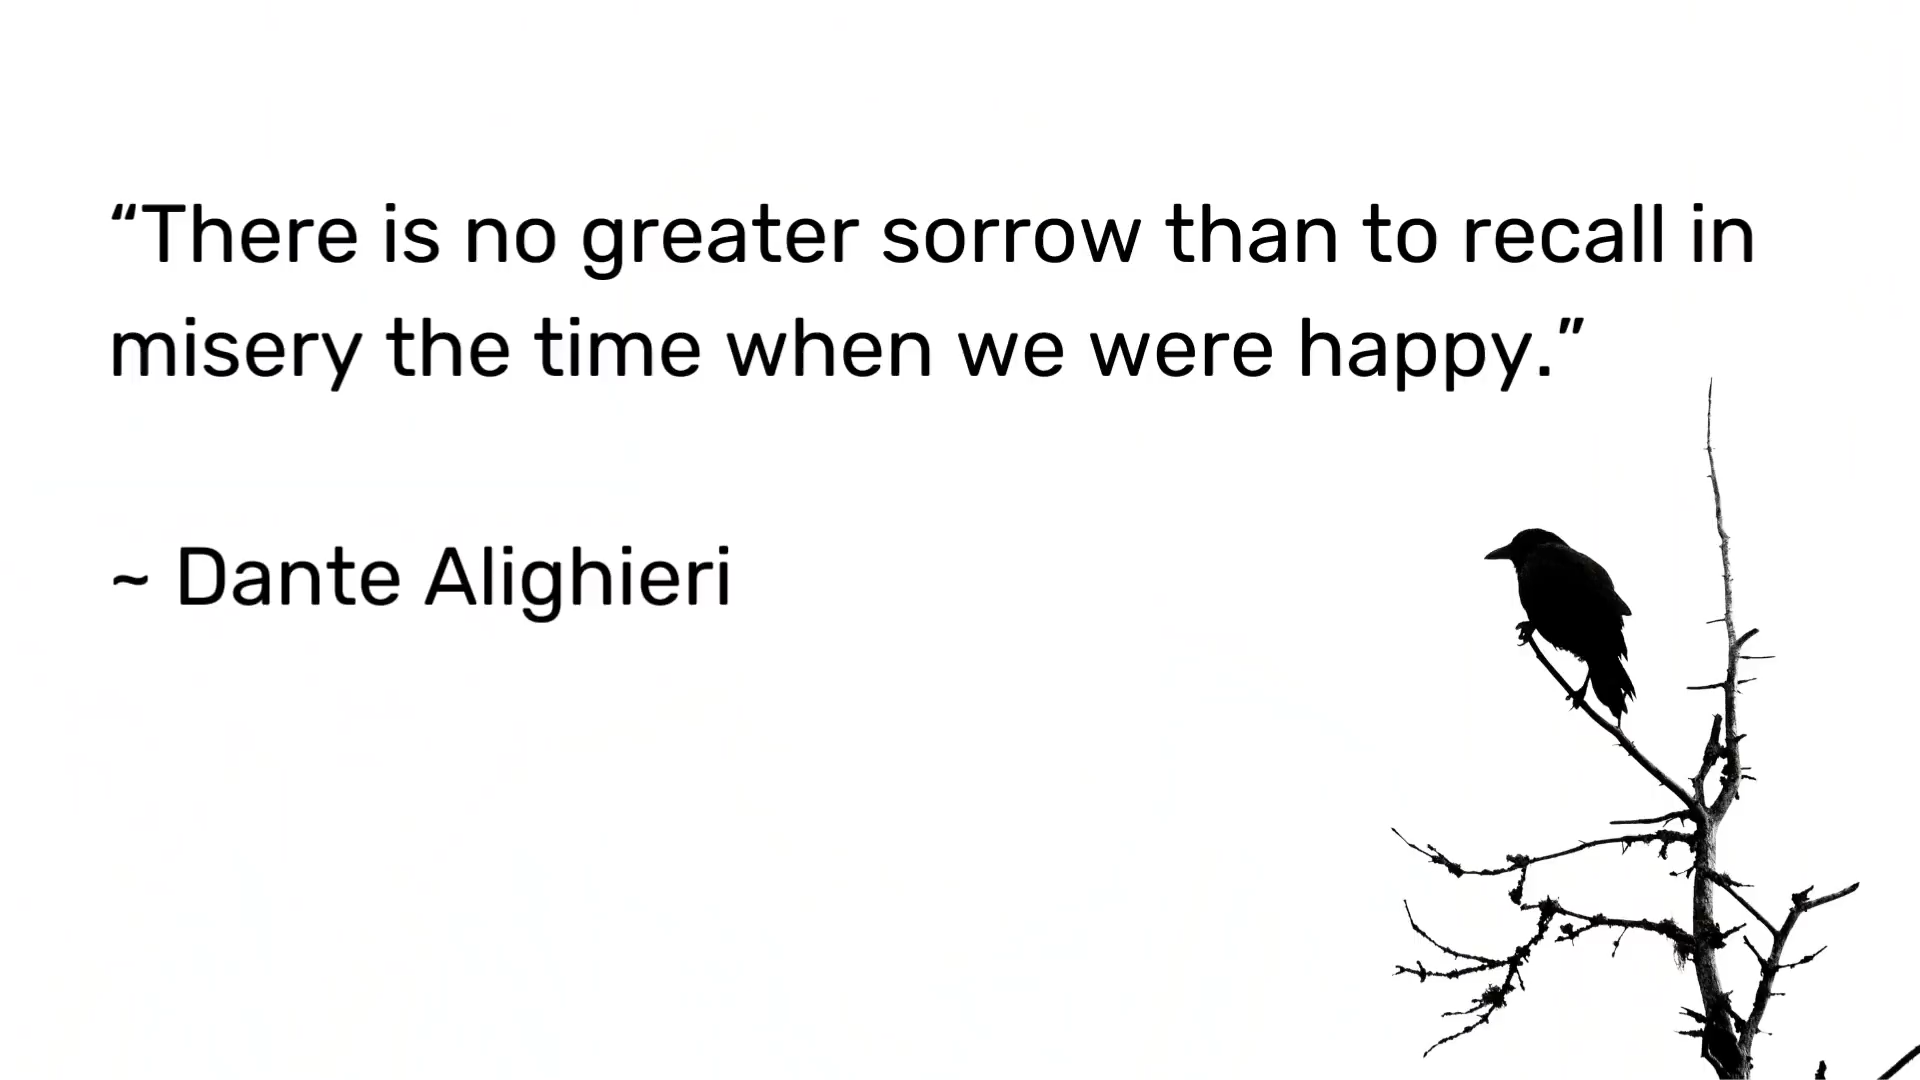 “There is no greater sorrow than to recall in
misery the time when we were happy.”
~ Dante Alighieri